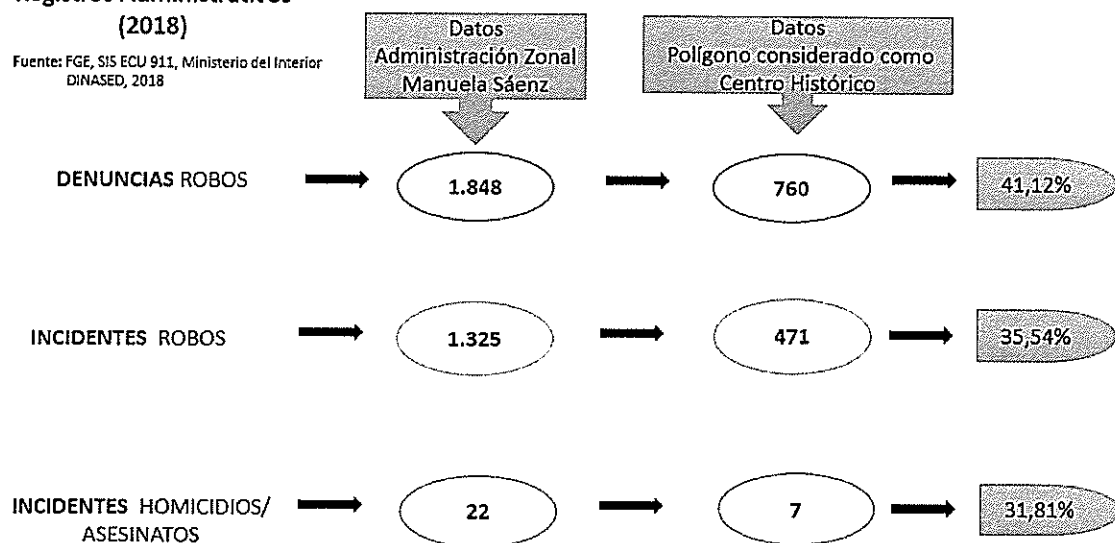 (2018)
Fuente: FGE, SIS ECU 911, Ministerio del Interior
DINASED, 2018
Datos
Administración Zonal
Manuela Sáenz
Datos
Polígono considerado como
Centro Histórico
DENUNCIAS ROBOS
1.848
760
41,12%
INCIDENTES ROBOS
1.325
471
35,54%
INCIDENTES HOMICIDIOS/
ASESINATOS
22
7
31,81%